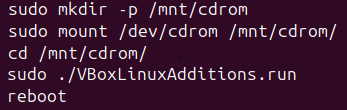 sudo mkdir -p /mnt/cdrom
sudo mount /dev/cdrom /mnt/cdrom/
cd /mnt/cdrom/
sudo ./VBoxLinuxAdditions.run
reboot